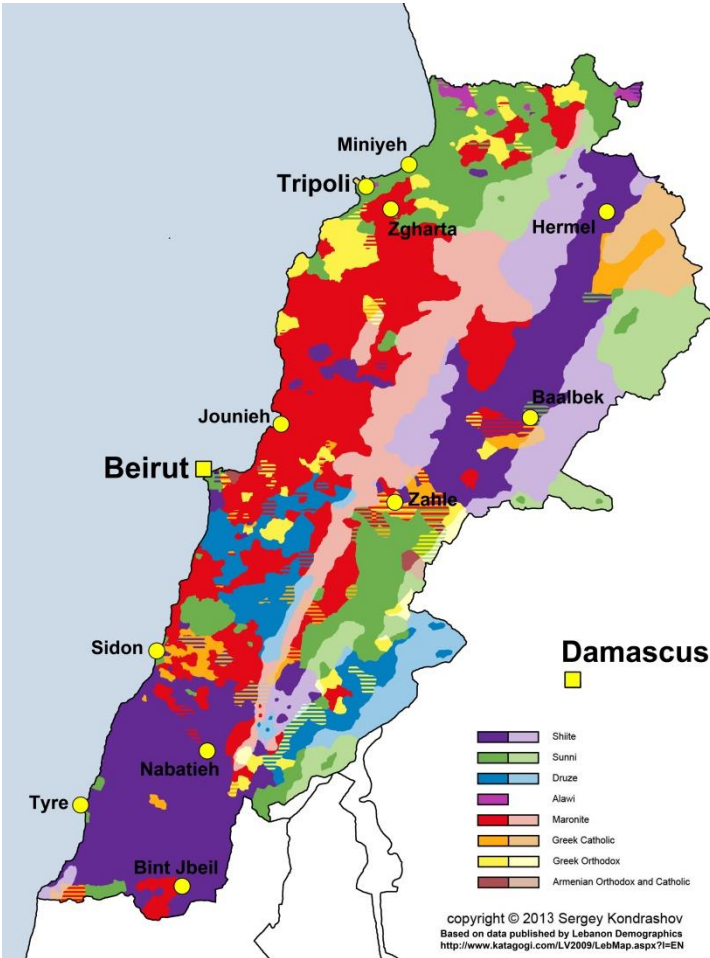 Miniyeh
Tripoli
Zgharta
Hermel
Baalbek
Jounieh
Beirut
Zahle
Sidon
Damascus
Nabatieh
Tyre
Bint Jbeil
Shiite
Sunni
Druze
Alawi
Maronite
Greek Catholic
Greek Orthodox
Armenian Orthodox and Catholic
copyright © 2013 Sergey Kondrashov
Based on data published by Lebanon Demographics
http://www.katagogi.com/LV2009/LebMap.aspx?l=EN